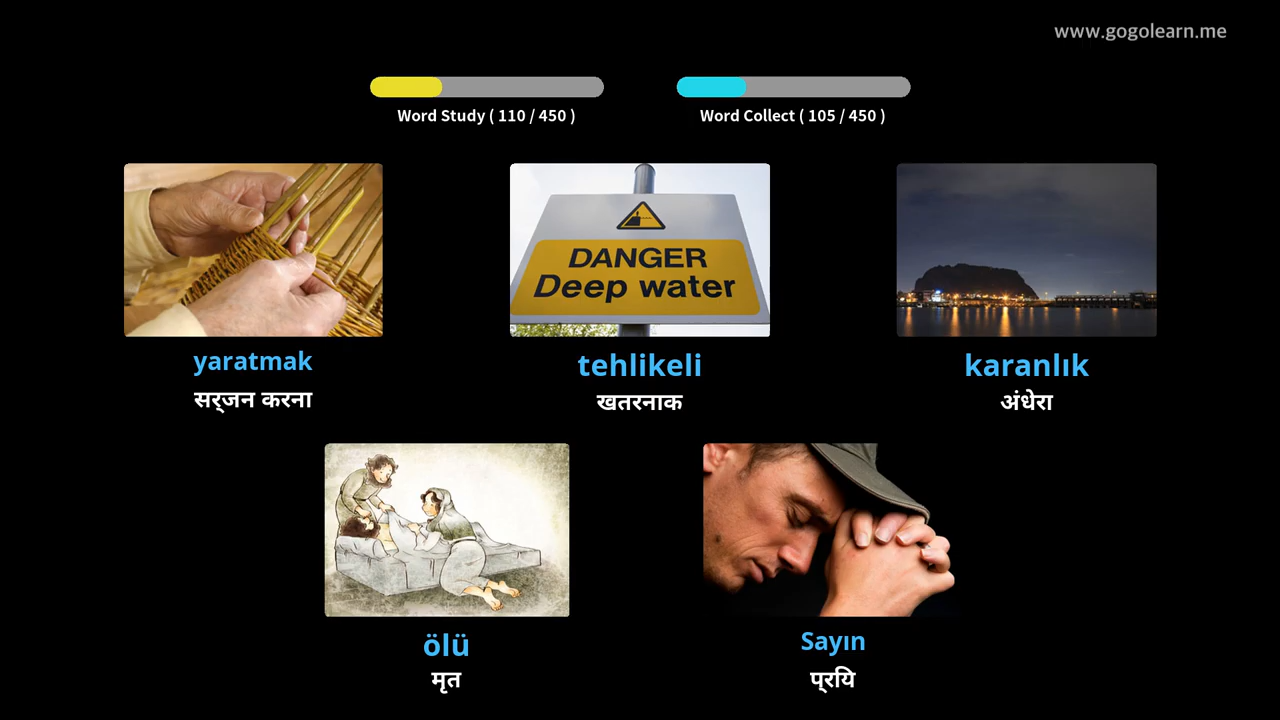 www.gogolearn.me
Word Study ( 110 / 450 )
Word Collect ( 105 / 450 )
DANGER
Deep water
yaratmak
सर्‌जन करना
tehlikeli
खतरनाक
karanlık
अंधेरा
ölü
मृत
Sayın
प्‌रयि